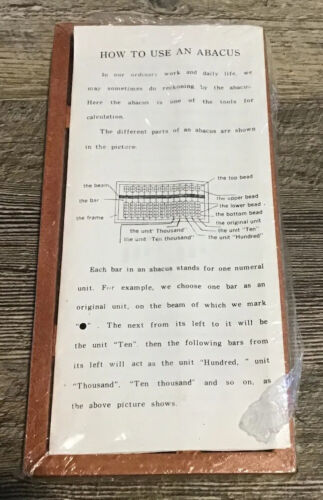 HOW TO USE AN ABACUS
In our ordinary work and daily life, we
may sometimes do reckoning by the abacus.
Here the abacus is one of the tools for
calculation.
The different parts of an abacus are shown
in the picture:
the top bead
the beam
the upper bead
the bar
the lower bead
the bottom bead
the frame
the original unit
the unit 'Thousand'
the unit "Ten"
the unit "Ten thousand"
the unit "Hundred"
Each bar in an abacus stands for one numeral
unit. For example, we choose one bar as an
original unit, on the beam of which we mark
"●" . The next from its left to it will be
the unit "Ten". then the following bars from
its left will act as the unit "Hundred, " unit
"Thousand", "Ten thousand" and so on, as
the above picture shows.